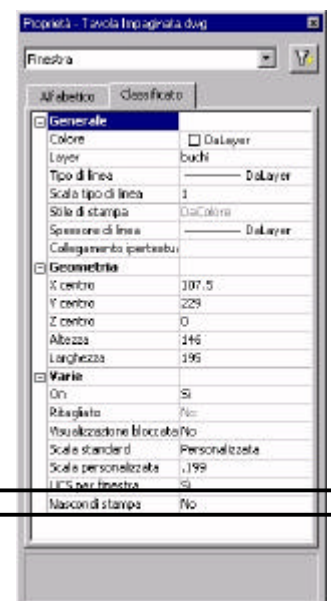 Proprietà - Tavola Impaginata.dwg
Finestra
Alfabetico Classificato
Generale
Colore DaLayer
Layer buchi
Tipo di linea DaLayer
Scala tipo di linea 1
Stile di stampa DaColore
Spessore di linea DaLayer
Collegamento ipertestu
Geometria
X centro 107.5
Y centro 229
Z centro 0
Altezza 146
Larghezza 195
Varie
On Sì
Ritagliato No
Visualizzazione bloccata No
Scala standard Personalizzata
Scala personalizzata .199
UCS per finestra Sì
Nascondi stampa No